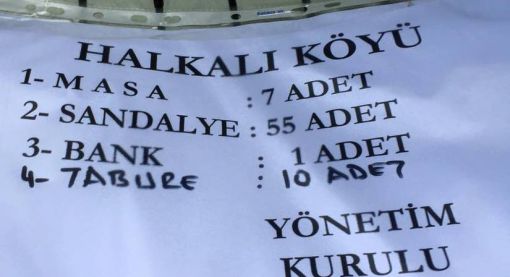 HALKALI KÖYÜ
1- MASA : 7 ADET
2- SANDALYE : 55 ADET
3- BANK : 1 ADET
4- TABURE : 10 ADET
YÖNETİM
KURULU